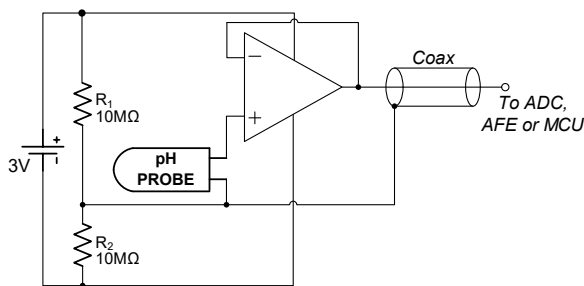 Coax
To ADC,
AFE or MCU
R1
10MΩ
−
+
pH
PROBE
+
-
3V
R2
10MΩ